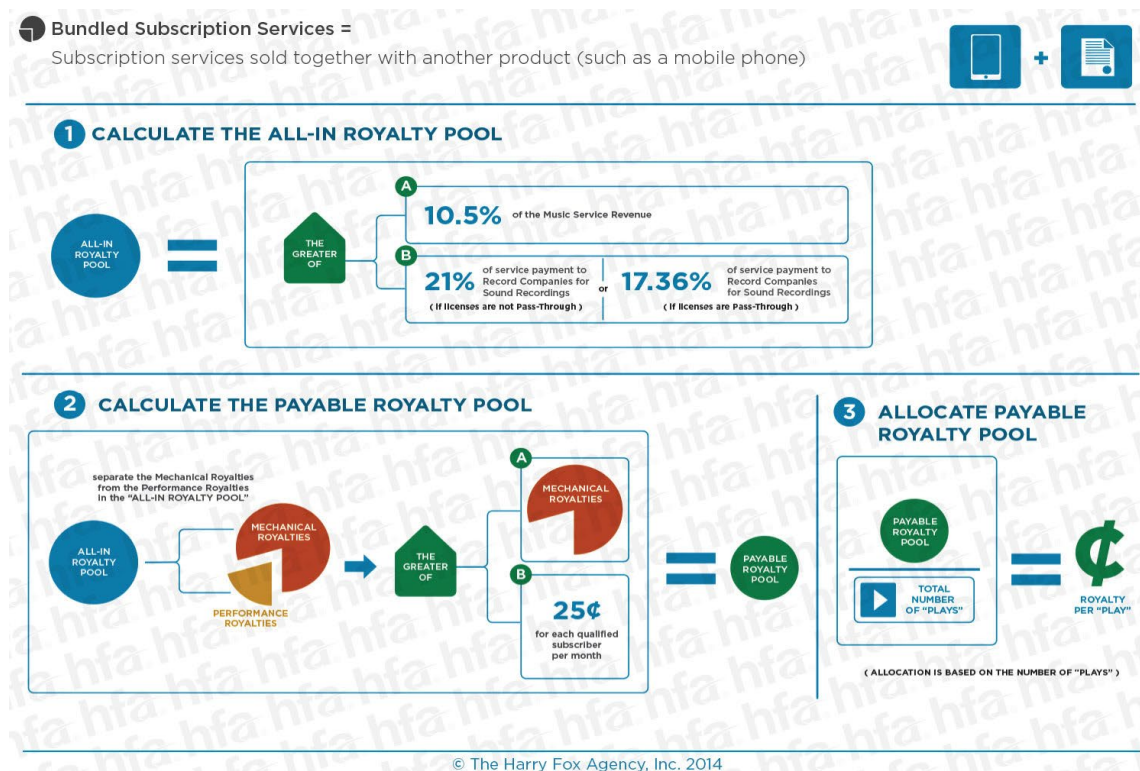 Bundled Subscription Services =
Subscription services sold together with another product (such as a mobile phone)
+
1 CALCULATE THE ALL-IN ROYALTY POOL
ALL-IN
ROYALTY
POOL
=
THE
GREATER
OF
A
10.5% of the Music Service Revenue
B
21%
of service payment to
Record Companies for
Sound Recordings
( if licenses are not Pass-Through )
or
17.36%
of service payment to
Record Companies
for Sound Recordings
( if licenses are Pass-Through )
2 CALCULATE THE PAYABLE ROYALTY POOL
separate the Mechanical Royalties
from the Performance Royalties
in the "ALL-IN ROYALTY POOL"
ALL-IN
ROYALTY
POOL
MECHANICAL
ROYALTIES
PERFORMANCE
ROYALTIES
THE
GREATER
OF
A
MECHANICAL
ROYALTIES
B
25¢
for each qualified
subscriber
per month
=
PAYABLE
ROYALTY
POOL
3 ALLOCATE PAYABLE
ROYALTY POOL
PAYABLE
ROYALTY
POOL
TOTAL
NUMBER
OF "PLAYS"
=
¢
ROYALTY
PER "PLAY"
( ALLOCATION IS BASED ON THE NUMBER OF "PLAYS" )
© The Harry Fox Agency, Inc. 2014
hfa